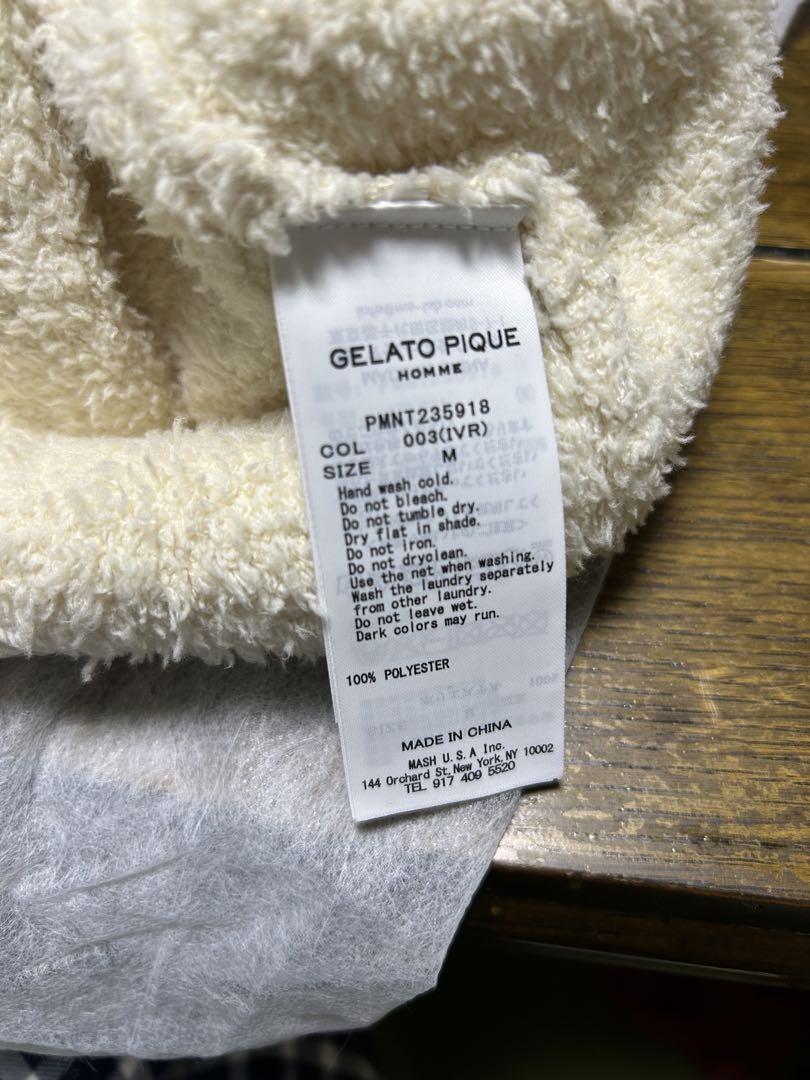 GELATO PIQUE
HOMME
PMNT235918
COL 003(IVR)
SIZE M
Hand wash cold.
Do not bleach.
Do not tumble dry.
Dry flat in shade.
Do not iron.
Do not dryclean.
Use the net when washing.
Wash the laundry separately
from other laundry.
Do not leave wet.
Dark colors may run.
100% POLYESTER
MADE IN CHINA
MASH U.S.A Inc.
144 Orchard St, New York, NY 10002
TEL 917 409 5520